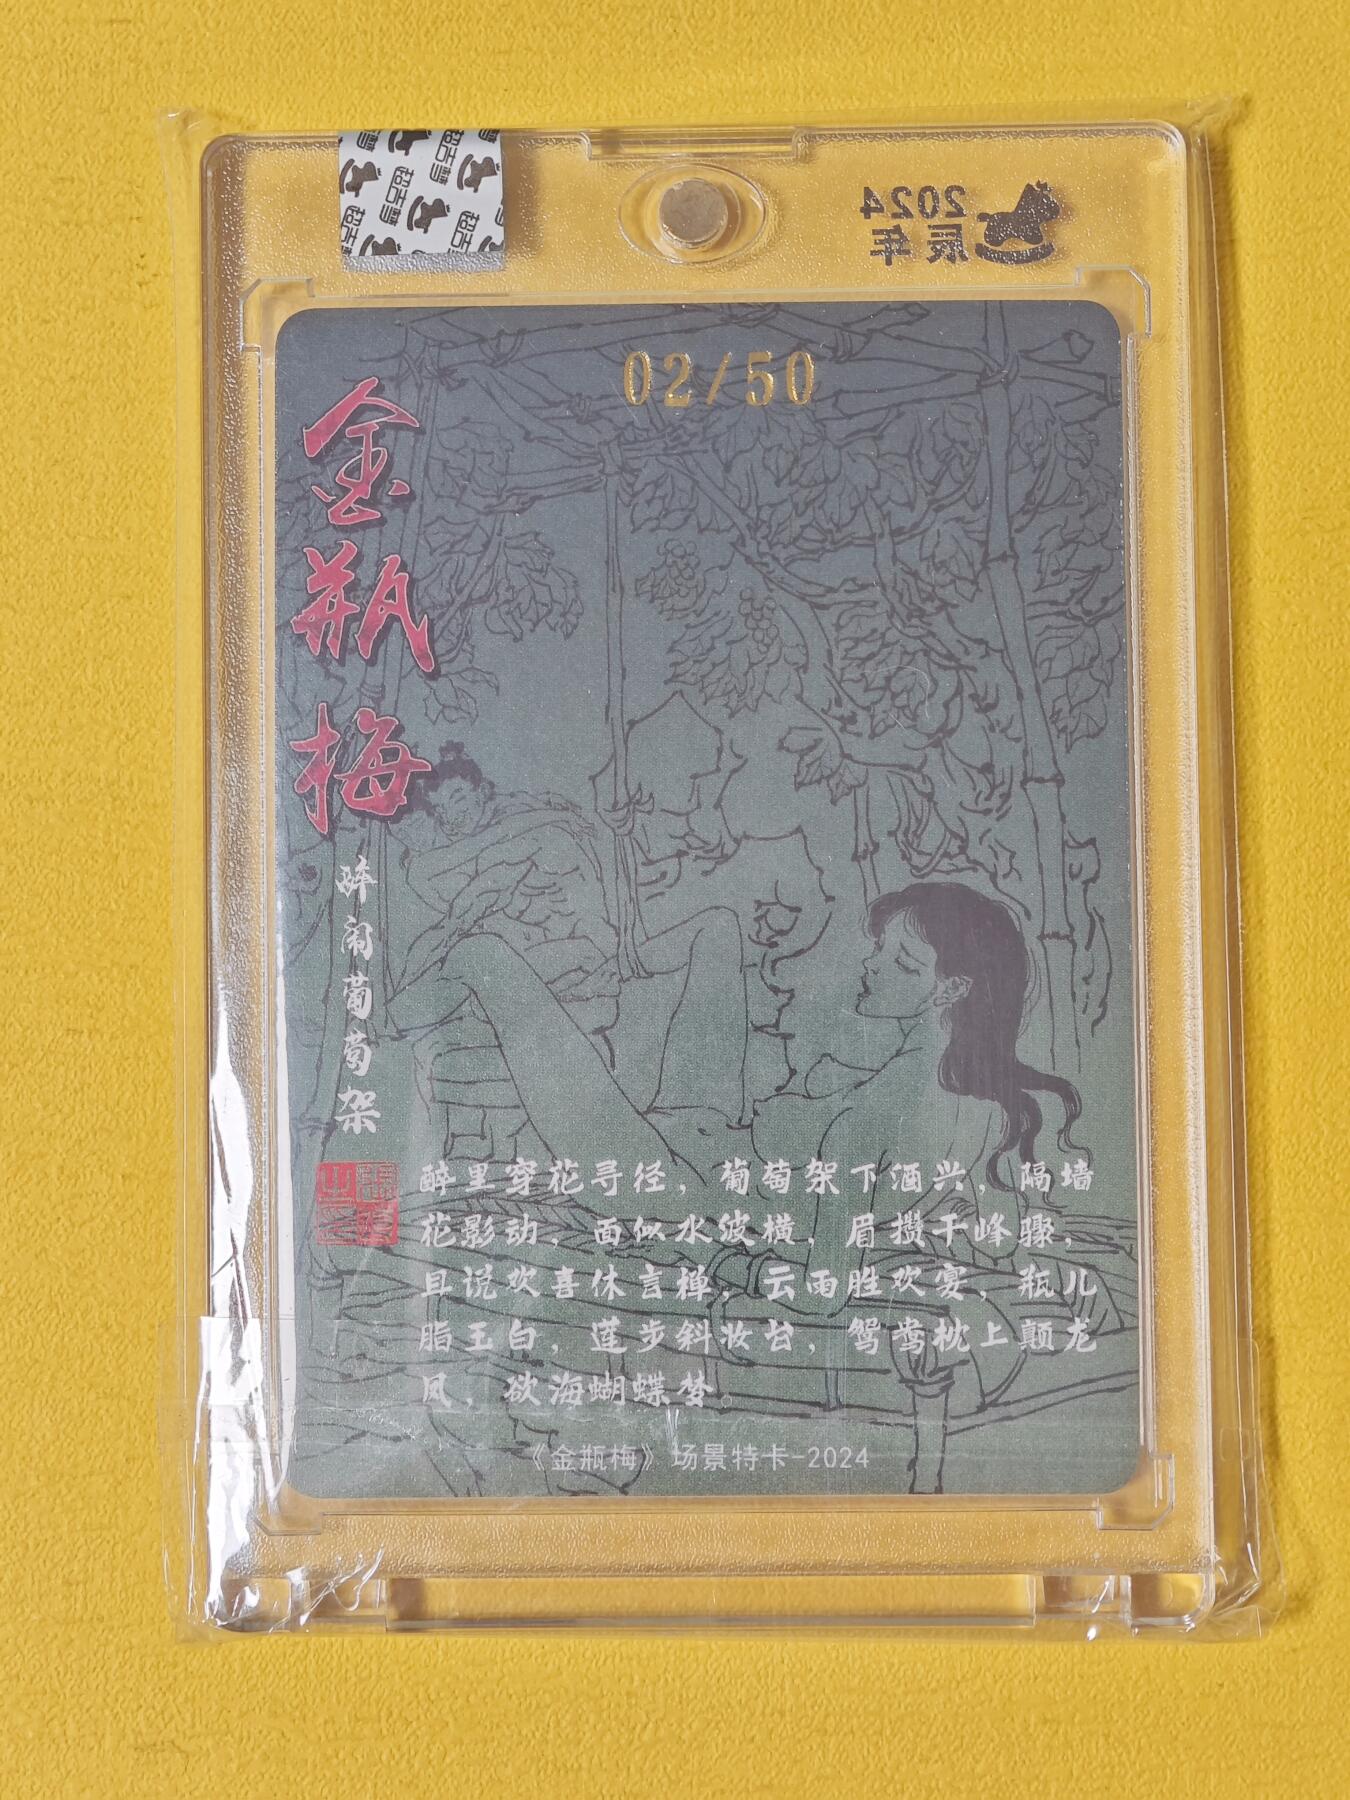 超古梦
2024
辰年
02/50
金瓶梅
醉闹葡萄架
醉里穿花寻径，葡萄架下酒兴，隔墙
花影动，面似水波横，眉攒千峰骤，
且说欢喜休言禅，云雨胜欢宴，瓶儿
脂玉白，莲步斜妆台，鸳鸯枕上颠龙
凤，欲海蝴蝶梦。
《金瓶梅》场景特卡-2024